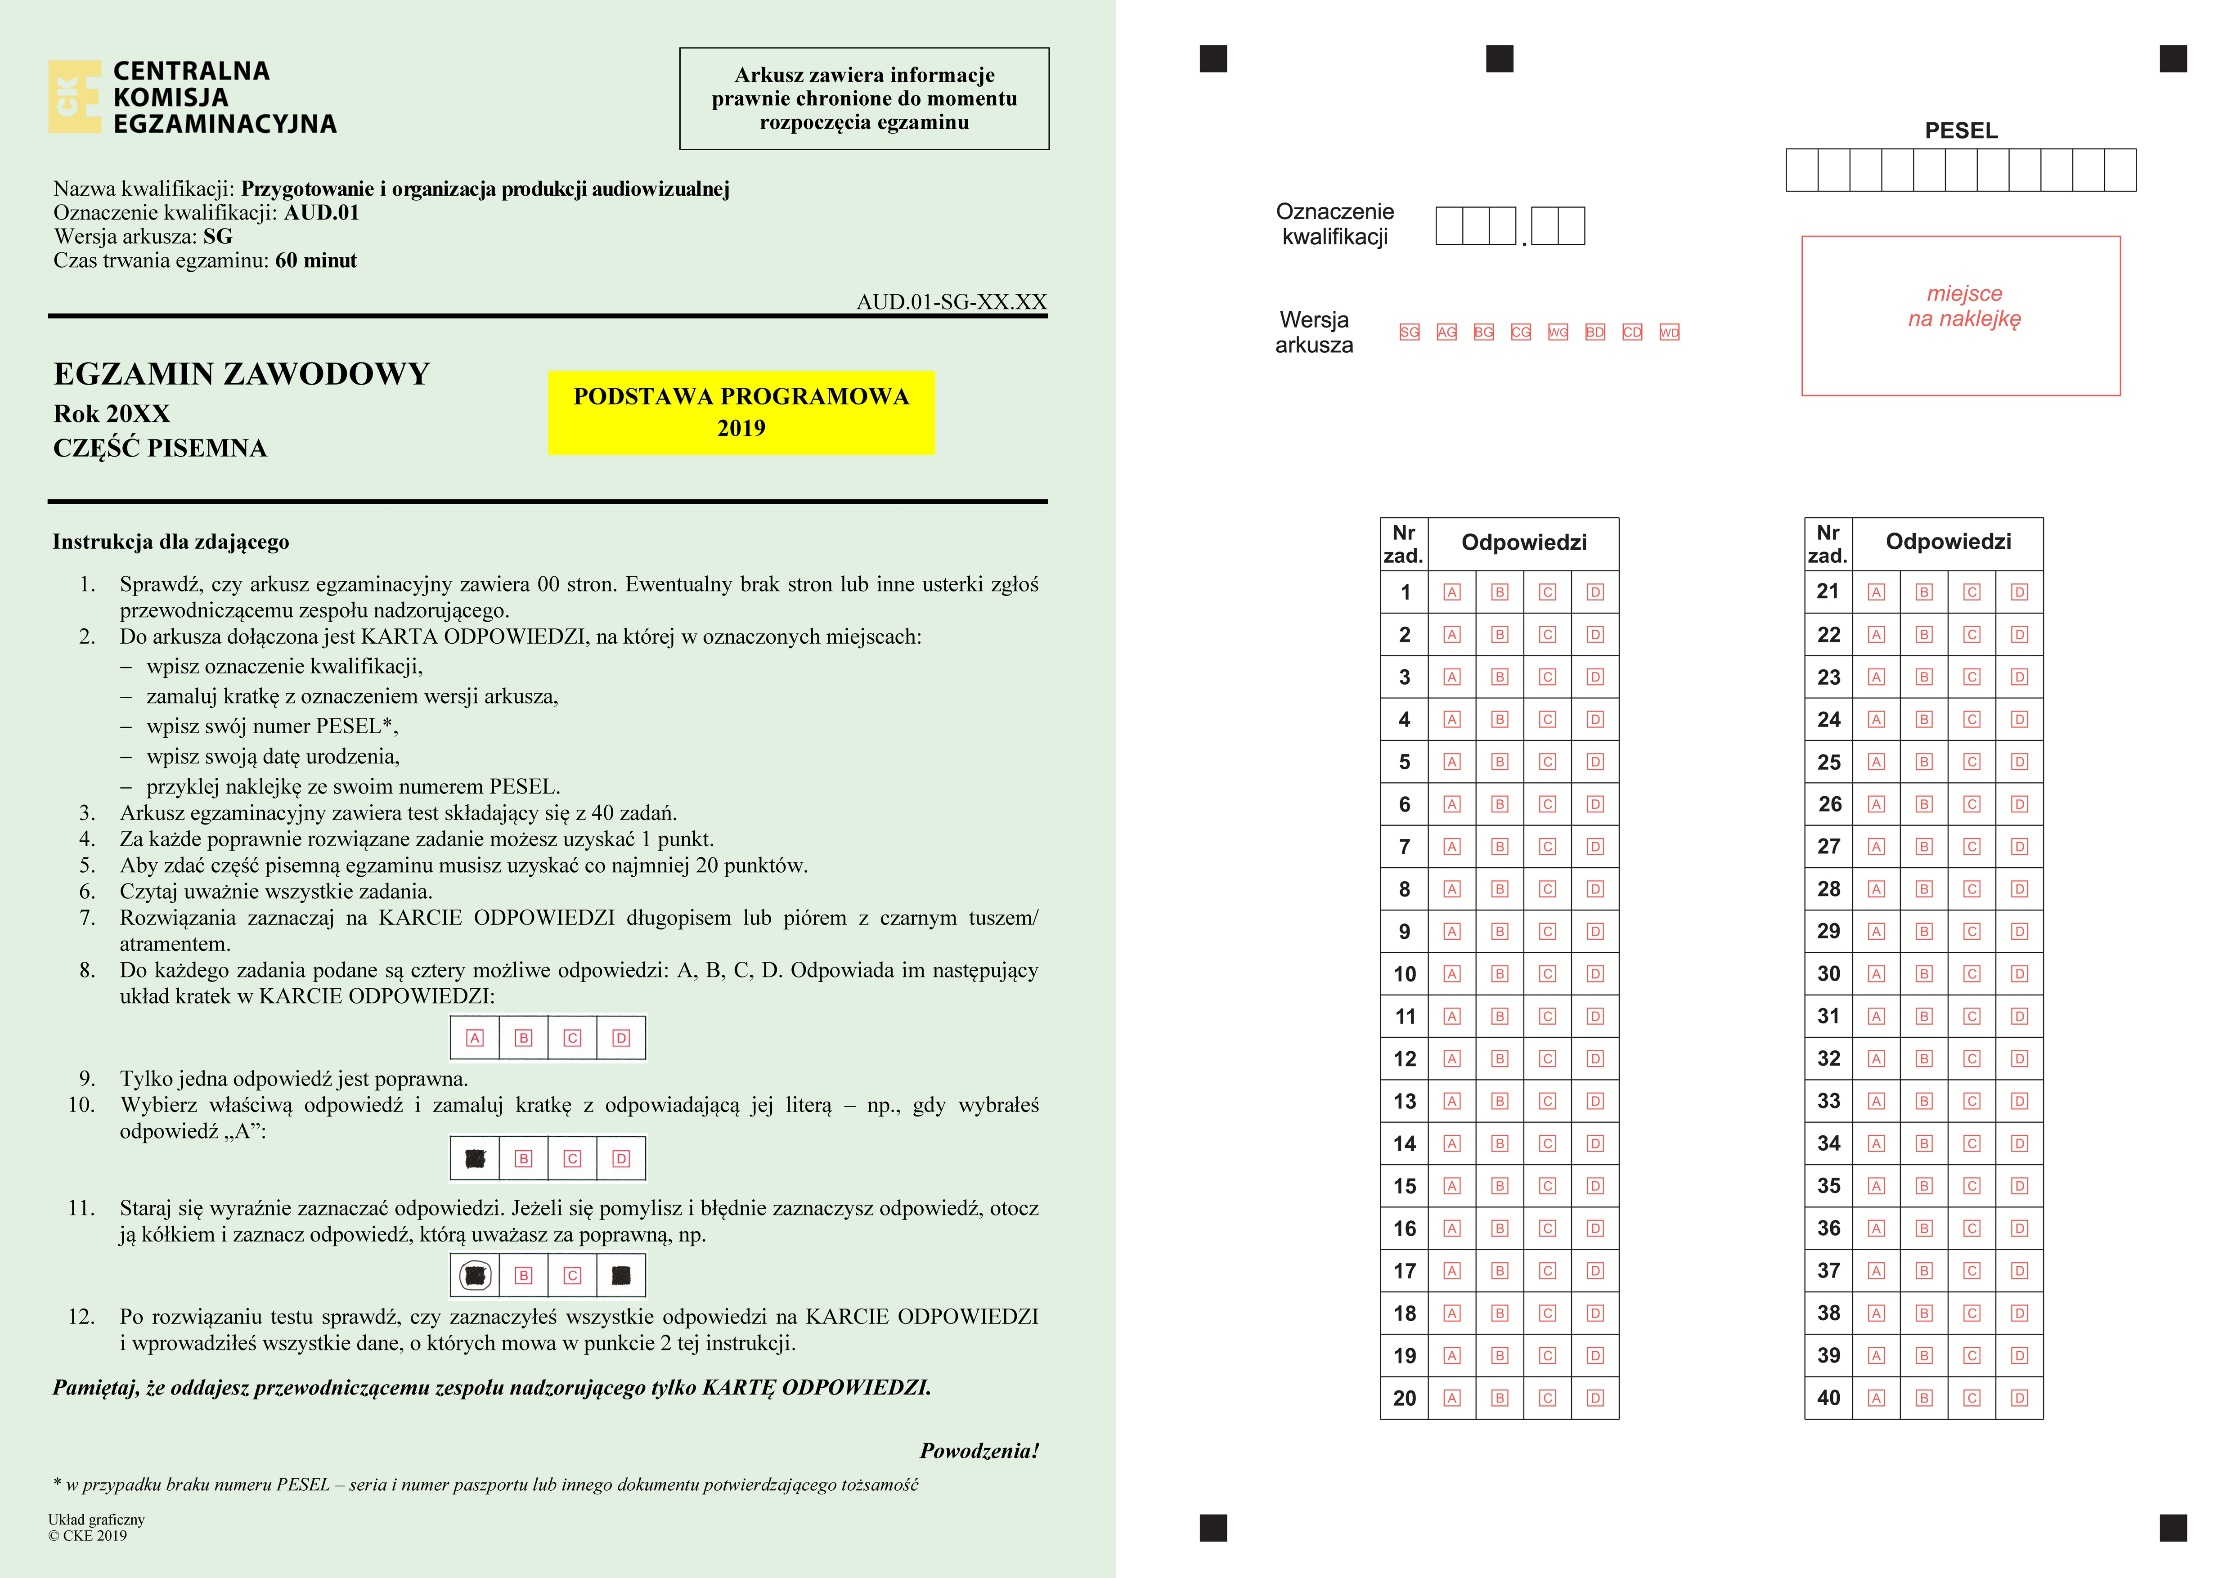 CK
CENTRALNA
KOMISJA
EGZAMINACYJNA
Arkusz zawiera informacje
prawnie chronione do momentu
rozpoczęcia egzaminu
Nazwa kwalifikacji: Przygotowanie i organizacja produkcji audiowizualnej
Oznaczenie kwalifikacji: AUD.01
Wersja arkusza: SG
Czas trwania egzaminu: 60 minut
AUD.01-SG-XX.XX
EGZAMIN ZAWODOWY
Rok 20XX
CZĘŚĆ PISEMNA
PODSTAWA PROGRAMOWA
2019
Instrukcja dla zdającego
1. Sprawdź, czy arkusz egzaminacyjny zawiera 00 stron. Ewentualny brak stron lub inne usterki zgłoś
przewodniczącemu zespołu nadzorującego.
2. Do arkusza dołączona jest KARTA ODPOWIEDZI, na której w oznaczonych miejscach:
– wpisz oznaczenie kwalifikacji,
– zamaluj kratkę z oznaczeniem wersji arkusza,
– wpisz swój numer PESEL*,
– wpisz swoją datę urodzenia,
– przyklej naklejkę ze swoim numerem PESEL.
3. Arkusz egzaminacyjny zawiera test składający się z 40 zadań.
4. Za każde poprawnie rozwiązane zadanie możesz uzyskać 1 punkt.
5. Aby zdać część pisemną egzaminu musisz uzyskać co najmniej 20 punktów.
6. Czytaj uważnie wszystkie zadania.
7. Rozwiązania zaznaczaj na KARCIE ODPOWIEDZI długopisem lub piórem z czarnym tuszem/
atramentem.
8. Do każdego zadania podane są cztery możliwe odpowiedzi: A, B, C, D. Odpowiada im następujący
układ kratek w KARCIE ODPOWIEDZI:
A B C D
9. Tylko jedna odpowiedź jest poprawna.
10. Wybierz właściwą odpowiedź i zamaluj kratkę z odpowiadającą jej literą – np., gdy wybrałeś
odpowiedź „A”:
B C D
11. Staraj się wyraźnie zaznaczać odpowiedzi. Jeżeli się pomylisz i błędnie zaznaczysz odpowiedź, otocz
ją kółkiem i zaznacz odpowiedź, którą uważasz za poprawną, np.
B C
12. Po rozwiązaniu testu sprawdź, czy zaznaczyłeś wszystkie odpowiedzi na KARCIE ODPOWIEDZI
i wprowadziłeś wszystkie dane, o których mowa w punkcie 2 tej instrukcji.
Pamiętaj, że oddajesz przewodniczącemu zespołu nadzorującego tylko KARTĘ ODPOWIEDZI.
Powodzenia!
* w przypadku braku numeru PESEL – seria i numer paszportu lub innego dokumentu potwierdzającego tożsamość
Układ graficzny
© CKE 2019
PESEL
Oznaczenie
kwalifikacji
.
miejsce
na naklejkę
Wersja
arkusza
SG AG BG CG WG BD CD WD
Nr
zad. Odpowiedzi
1 A B C D
2 A B C D
3 A B C D
4 A B C D
5 A B C D
6 A B C D
7 A B C D
8 A B C D
9 A B C D
10 A B C D
11 A B C D
12 A B C D
13 A B C D
14 A B C D
15 A B C D
16 A B C D
17 A B C D
18 A B C D
19 A B C D
20 A B C D
Nr
zad. Odpowiedzi
21 A B C D
22 A B C D
23 A B C D
24 A B C D
25 A B C D
26 A B C D
27 A B C D
28 A B C D
29 A B C D
30 A B C D
31 A B C D
32 A B C D
33 A B C D
34 A B C D
35 A B C D
36 A B C D
37 A B C D
38 A B C D
39 A B C D
40 A B C D